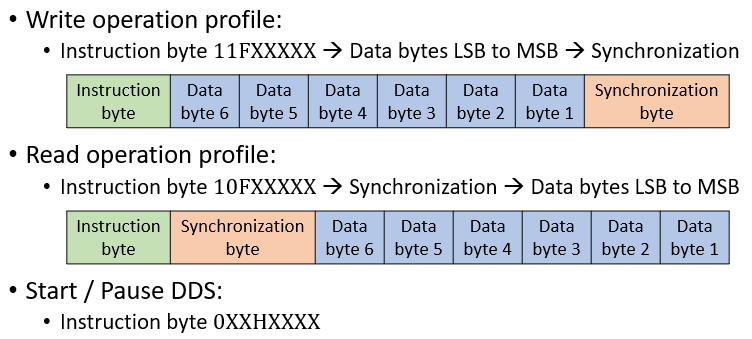 • Write operation profile:
• Instruction byte 11FXXXXX → Data bytes LSB to MSB → Synchronization
Instruction byte Data byte 6 Data byte 5 Data byte 4 Data byte 3 Data byte 2 Data byte 1 Synchronization byte
• Read operation profile:
• Instruction byte 10FXXXXX → Synchronization → Data bytes LSB to MSB
Instruction byte Synchronization byte Data byte 6 Data byte 5 Data byte 4 Data byte 3 Data byte 2 Data byte 1
• Start / Pause DDS:
• Instruction byte 0XXHXXXX